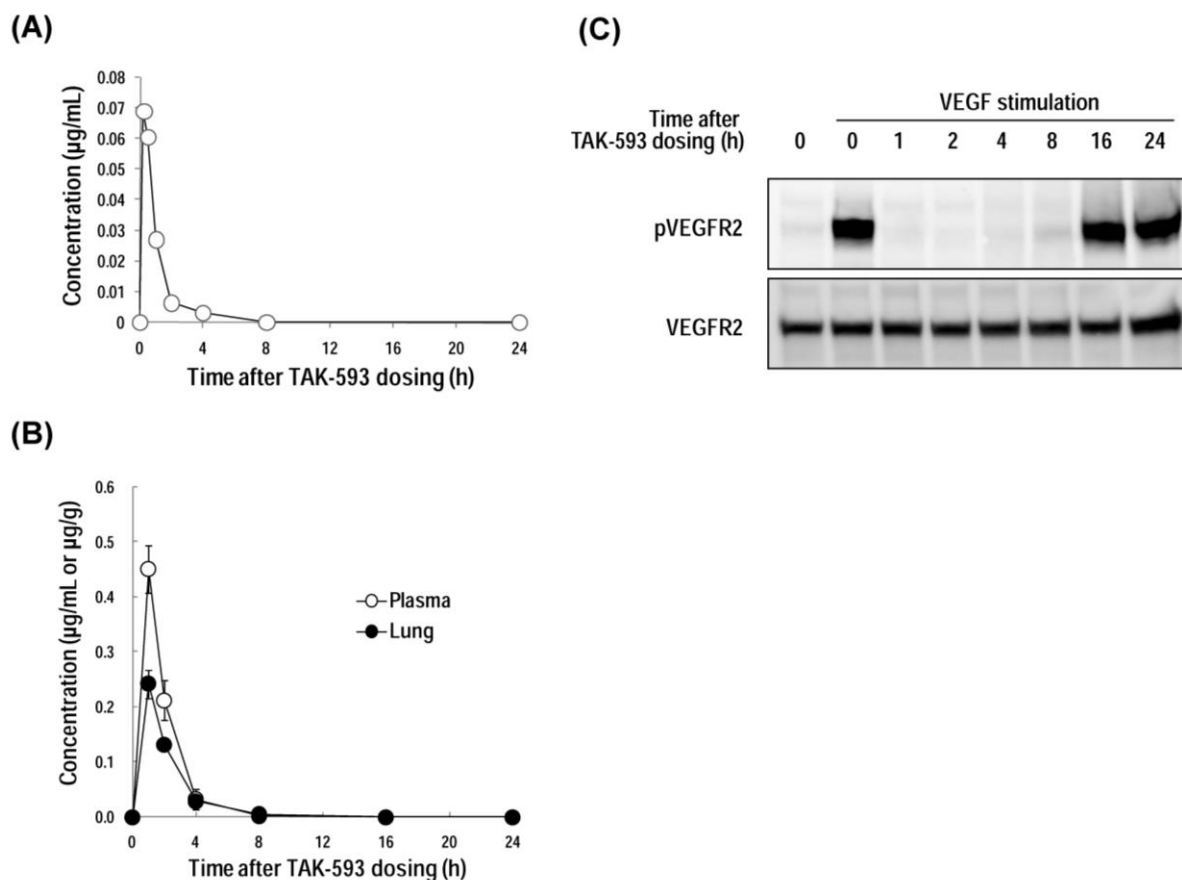 (A)
Concentration (µg/mL)
0.08
0.07
0.06
0.05
0.04
0.03
0.02
0.01
0
0 4 8 12 16 20 24
Time after TAK-593 dosing (h)
(B)
Concentration (µg/mL or µg/g)
0.6
0.5
0.4
0.3
0.2
0.1
0.0
Plasma
Lung
0 4 8 12 16 20 24
Time after TAK-593 dosing (h)
(C)
VEGF stimulation
Time after
TAK-593 dosing (h)
0 0 1 2 4 8 16 24
pVEGFR2
VEGFR2